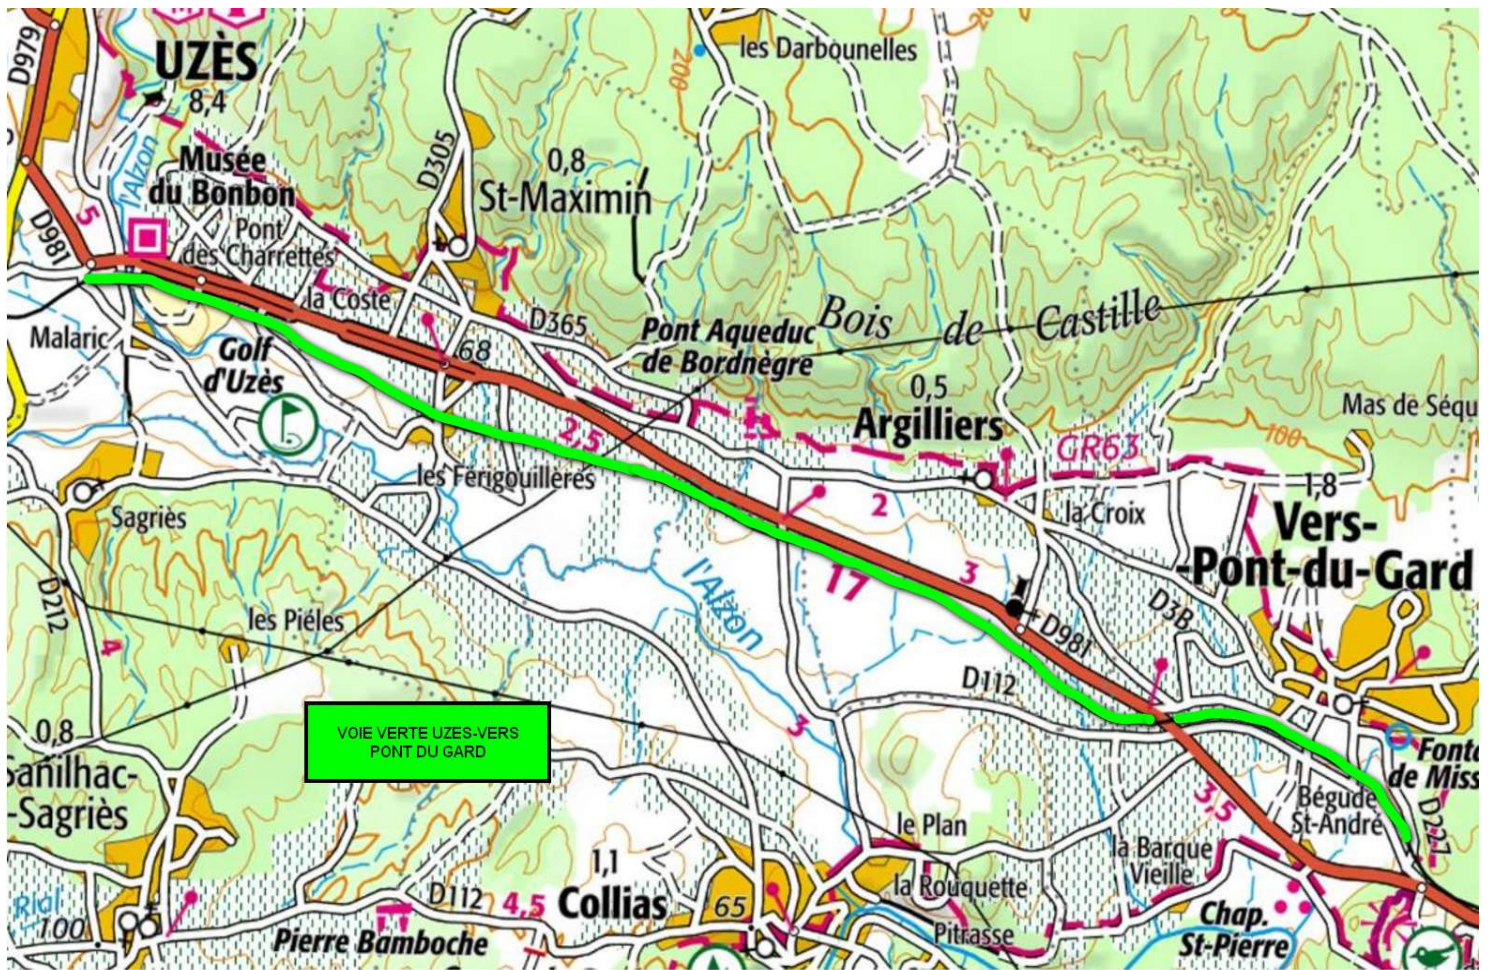 D979
UZÈS
8,4
l'Alzon
Musée
du Bonbon
5
D981
Pont
des Charrettes
D305
0,8
St-Maximin
les Darbounelles
200
la Coste
D365
Malaric
Golf
d'Uzès
68
Pont Aqueduc
de Bordnègre
Bois de Castille
0,5
Argilliers
Mas de Séqu
100
GR63
2,5
les Férigouillères
2
la Croix
1,8
Vers-
-Pont-du-Gard
Sagriès
D212
l'Alzon
17
3
D981
D3B
les Piéles
4
D112
3
VOIE VERTE UZES-VERS
PONT DU GARD
0,8
Sanilhac-
-Sagriès
Fonta
de Miss
Bégude
St-André
D227
3,5
le Plan
la Barque
Vieille
1,1
Collias
D112
4,5
65
la Rouquette
Pitrasse
Chap.
St-Pierre
Rial
100
Pierre Bamboche